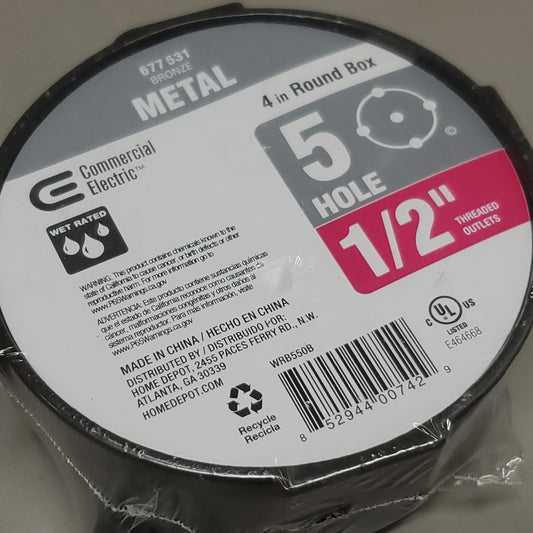 677 531
BRONZE
METAL
4 in Round Box
5
HOLE
©
1/2"
THREADED
OUTLETS
Commercial
Electric™
WET RATED
WARNING: This product contains chemicals known to the
state of California to cause cancer, or birth defects or other
reproductive harm. For more information go to
www.P65Warnings.ca.gov
ADVERTENCIA: Este producto contiene sustancias químicas
que el estado de California reconoce como causantes de
cáncer, malformaciones congénitas y otros daños al
sistema reproductor. Para más información, visite:
www.P65Warnings.ca.gov
MADE IN CHINA / HECHO EN CHINA
DISTRIBUTED BY / DISTRIBUIDO POR:
HOME DEPOT, 2455 PACES FERRY RD., N.W.
ATLANTA, GA 30339
HOMEDEPOT.COM
Recycle
Recicla
WRB550B
8 52944 00742 9
C UL US
LISTED
E464668